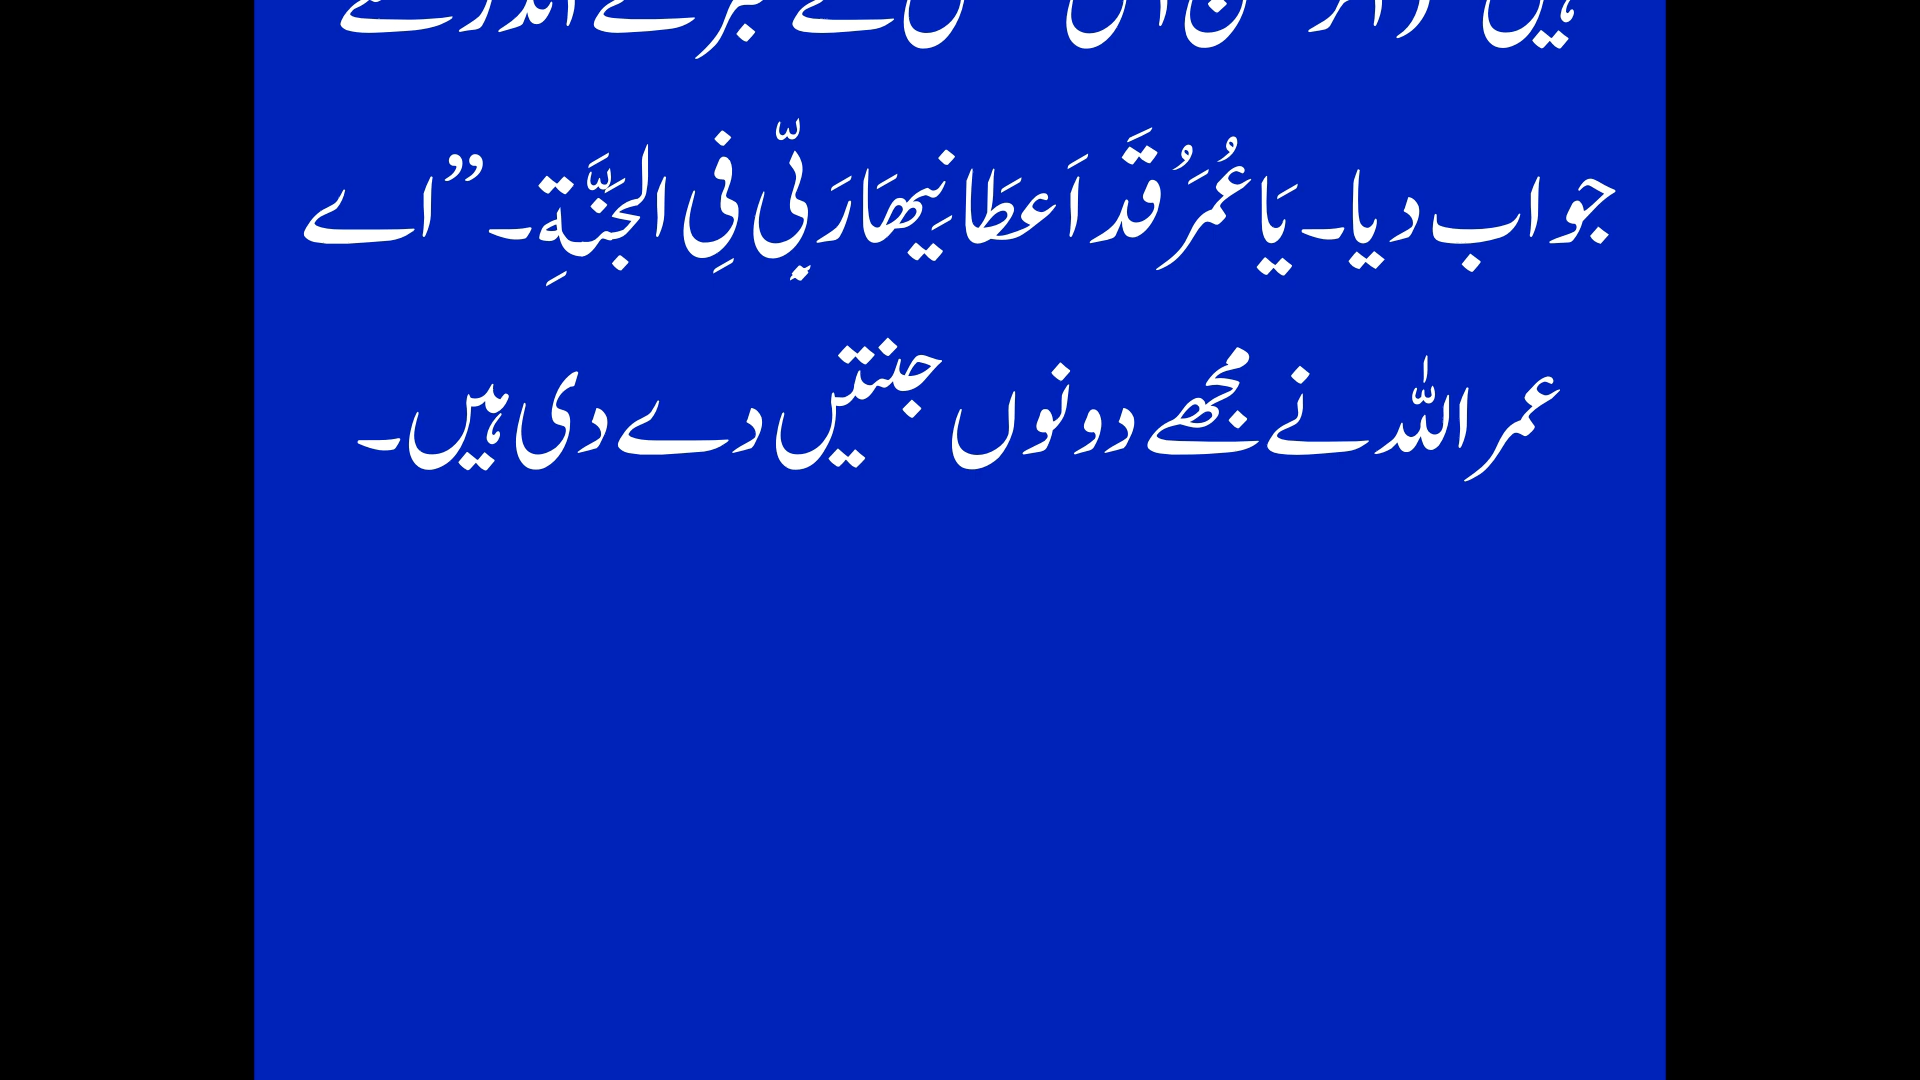 جواب دیا۔ یَا عُمَرُ قَد اَعطَانِیھَا رَبِّی فِی الجَنَّۃِ۔ ”اے
عمر اللہ نے مجھے دونوں جنتیں دے دی ہیں۔